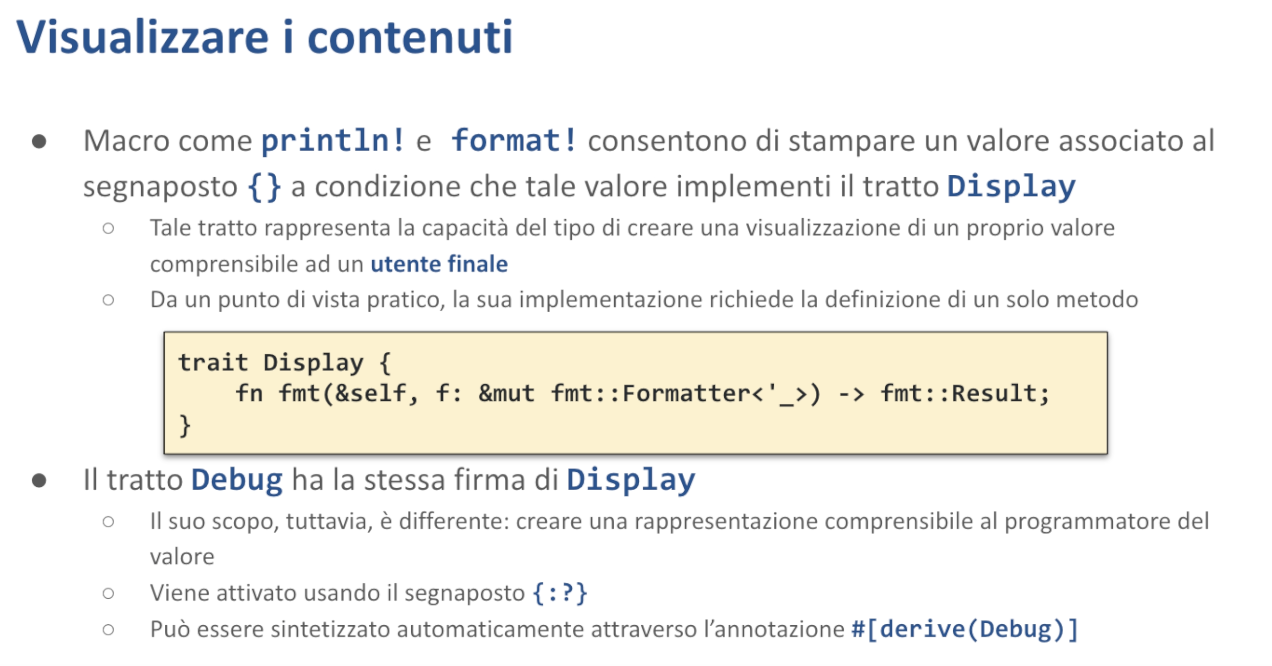 Visualizzare i contenuti
● Macro come println! e format! consentono di stampare un valore associato al
segnaposto {} a condizione che tale valore implementi il tratto Display
○ Tale tratto rappresenta la capacità del tipo di creare una visualizzazione di un proprio valore
comprensibile ad un utente finale
○ Da un punto di vista pratico, la sua implementazione richiede la definizione di un solo metodo
trait Display {
    fn fmt(&self, f: &mut fmt::Formatter<'_>) -> fmt::Result;
}
● Il tratto Debug ha la stessa firma di Display
○ Il suo scopo, tuttavia, è differente: creare una rappresentazione comprensibile al programmatore del
valore
○ Viene attivato usando il segnaposto {:?}
○ Può essere sintetizzato automaticamente attraverso l’annotazione #[derive(Debug)]